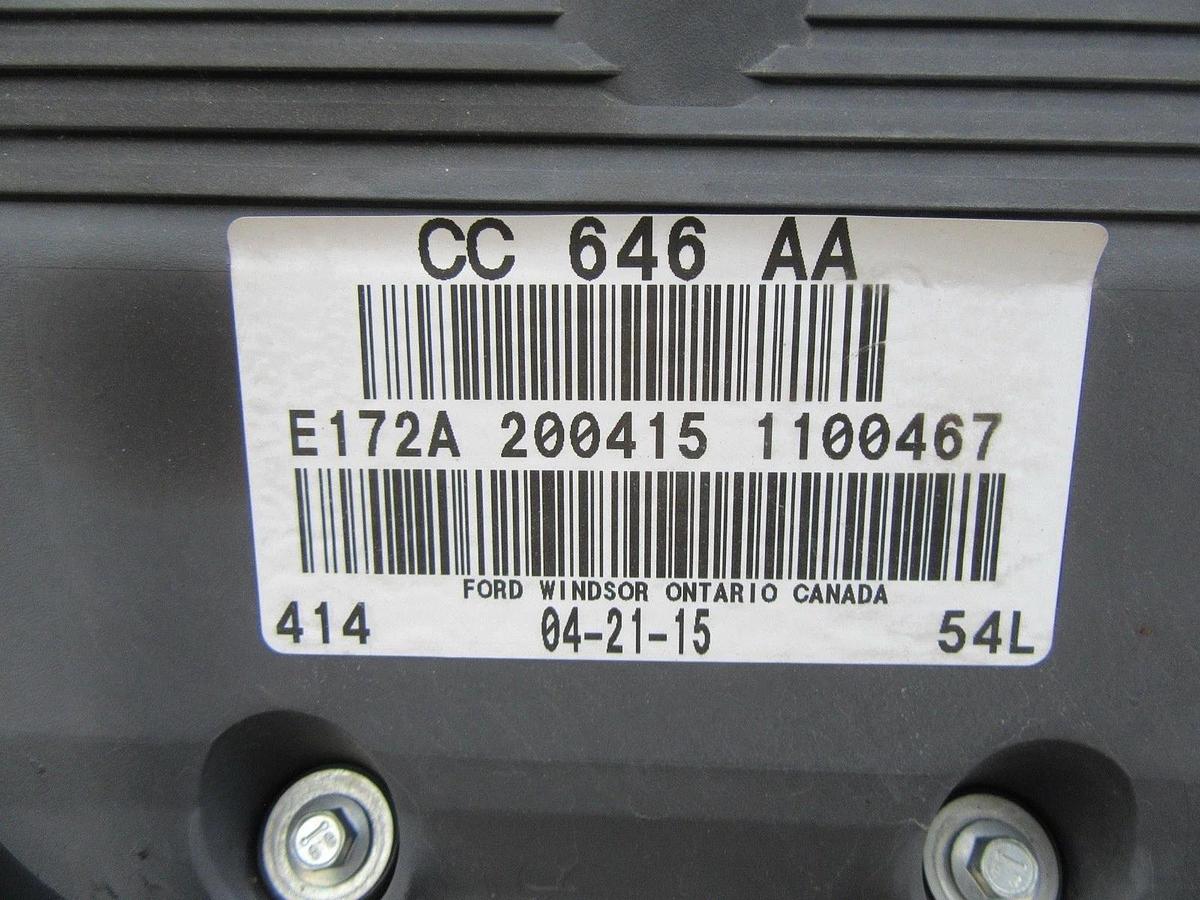 CC 646 AA
E172A 200415 1100467
FORD WINDSOR ONTARIO CANADA
414 04-21-15 54L